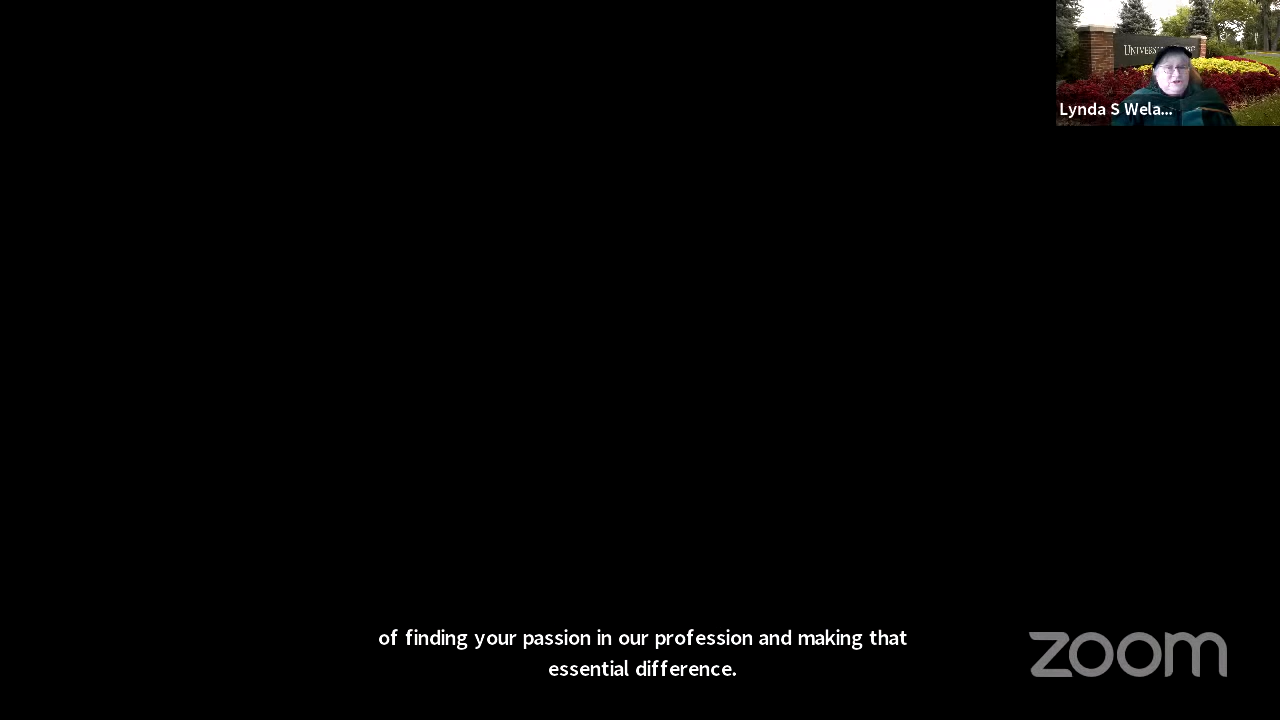 Lynda S Wela...
of finding your passion in our profession and making that
essential difference.
zoom